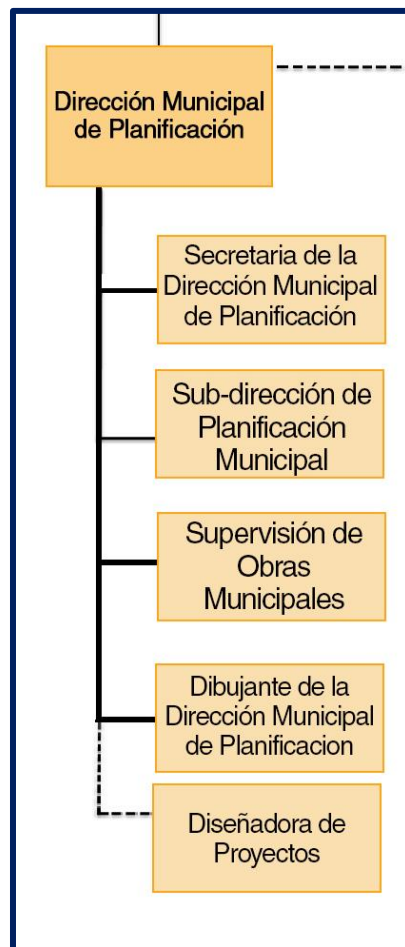 Dirección Municipal
de Planificación
Secretaria de la
Dirección Municipal
de Planificación
Sub-dirección de
Planificación
Municipal
Supervisión de
Obras
Municipales
Dibujante de la
Dirección Municipal
de Planificacion
Diseñadora de
Proyectos